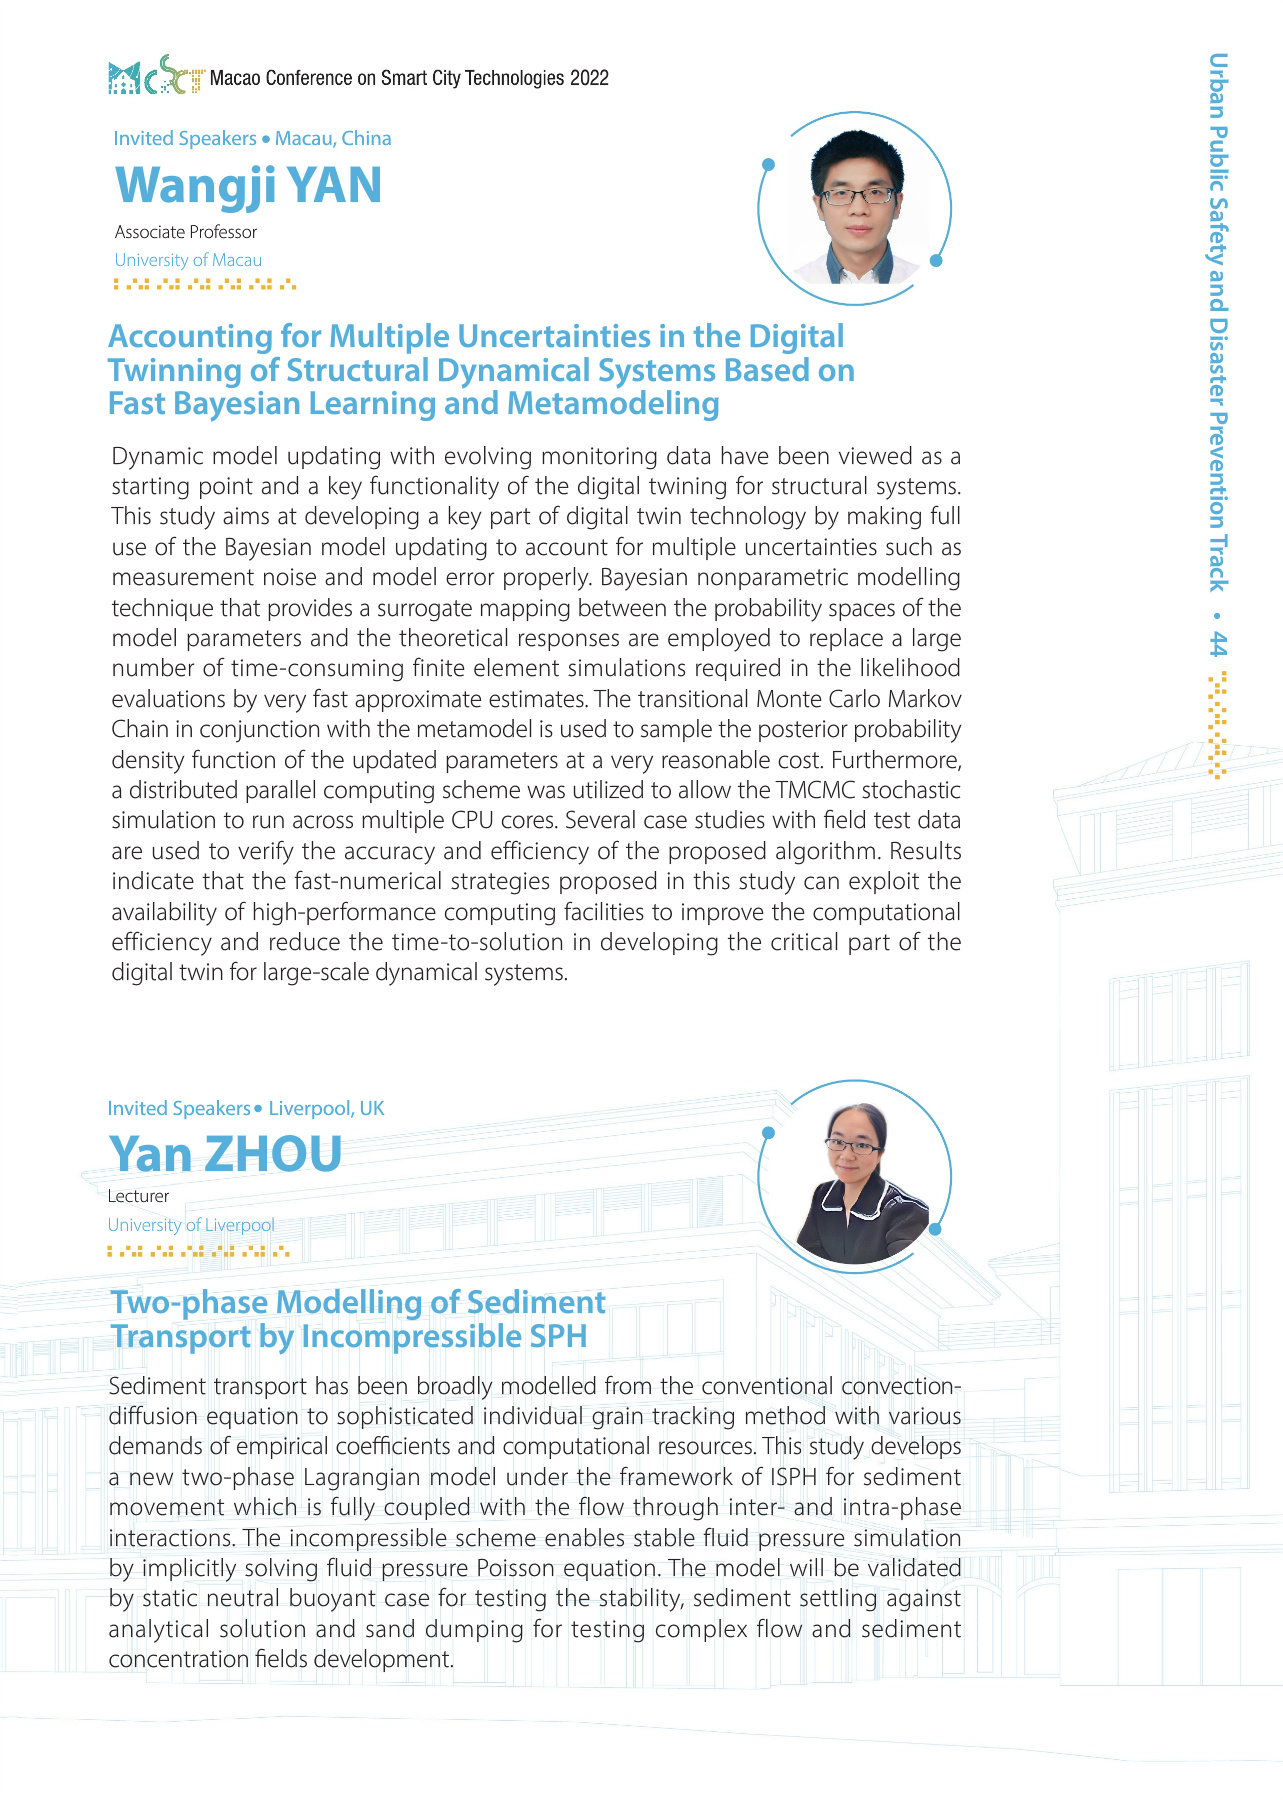 MCSCT Macao Conference on Smart City Technologies 2022
Invited Speakers • Macau, China
Wangji YAN
Associate Professor
University of Macau
Accounting for Multiple Uncertainties in the Digital
Twinning of Structural Dynamical Systems Based on
Fast Bayesian Learning and Metamodeling
Dynamic model updating with evolving monitoring data have been viewed as a
starting point and a key functionality of the digital twining for structural systems.
This study aims at developing a key part of digital twin technology by making full
use of the Bayesian model updating to account for multiple uncertainties such as
measurement noise and model error properly. Bayesian nonparametric modelling
technique that provides a surrogate mapping between the probability spaces of the
model parameters and the theoretical responses are employed to replace a large
number of time-consuming finite element simulations required in the likelihood
evaluations by very fast approximate estimates. The transitional Monte Carlo Markov
Chain in conjunction with the metamodel is used to sample the posterior probability
density function of the updated parameters at a very reasonable cost. Furthermore,
a distributed parallel computing scheme was utilized to allow the TMCMC stochastic
simulation to run across multiple CPU cores. Several case studies with field test data
are used to verify the accuracy and efficiency of the proposed algorithm. Results
indicate that the fast-numerical strategies proposed in this study can exploit the
availability of high-performance computing facilities to improve the computational
efficiency and reduce the time-to-solution in developing the critical part of the
digital twin for large-scale dynamical systems.
Invited Speakers • Liverpool, UK
Yan ZHOU
Lecturer
University of Liverpool
Two-phase Modelling of Sediment
Transport by Incompressible SPH
Sediment transport has been broadly modelled from the conventional convection-
diffusion equation to sophisticated individual grain tracking method with various
demands of empirical coefficients and computational resources. This study develops
a new two-phase Lagrangian model under the framework of ISPH for sediment
movement which is fully coupled with the flow through inter- and intra-phase
interactions. The incompressible scheme enables stable fluid pressure simulation
by implicitly solving fluid pressure Poisson equation. The model will be validated
by static neutral buoyant case for testing the stability, sediment settling against
analytical solution and sand dumping for testing complex flow and sediment
concentration fields development.
Urban Public Safety and Disaster Prevention Track • 44